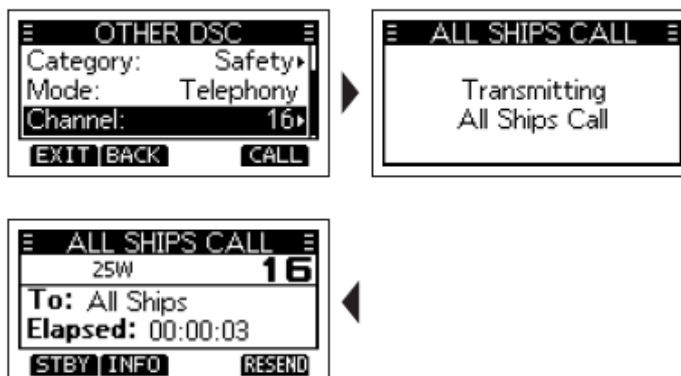 OTHER DSC
Category: Safety
Mode: Telephony
Channel: 16
EXIT BACK CALL
ALL SHIPS CALL
Transmitting
All Ships Call
ALL SHIPS CALL
25W 16
To: All Ships
Elapsed: 00:00:03
STBY INFO RESEND